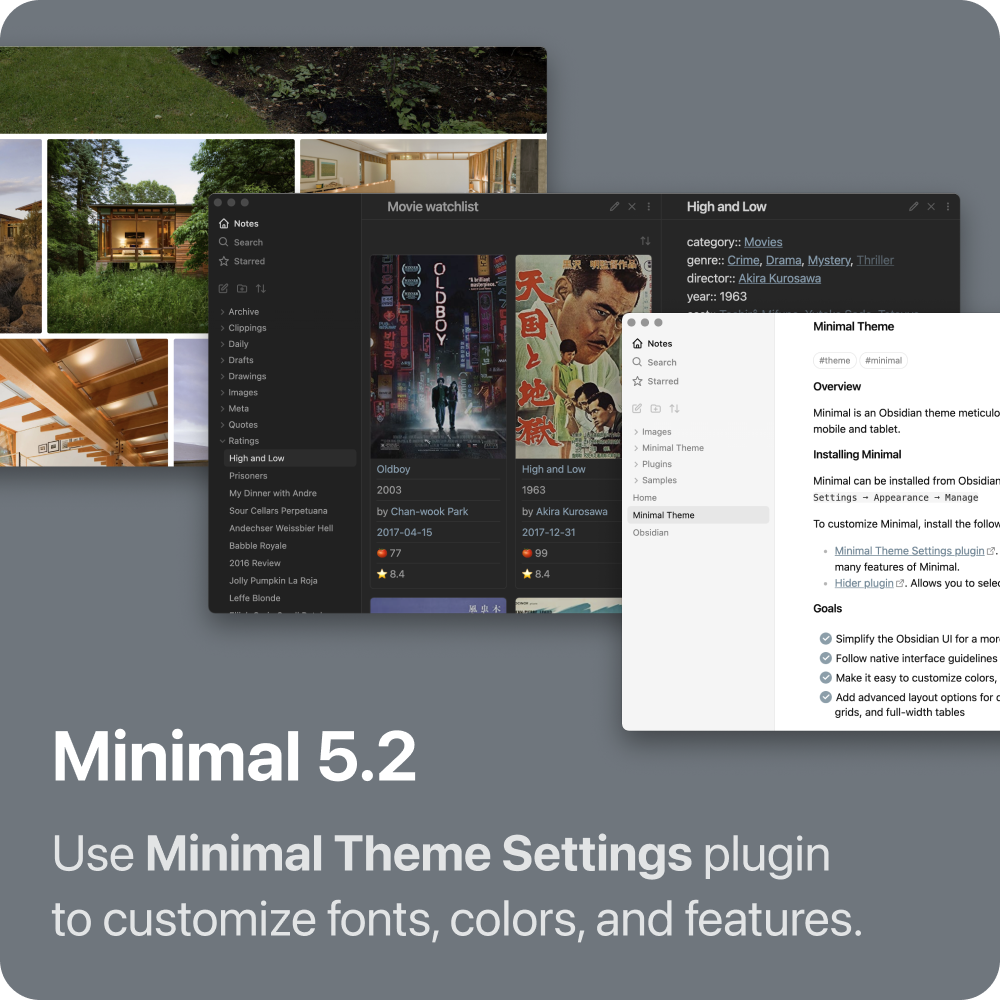 Notes
Search
Starred
Archive
Clippings
Daily
Drafts
Drawings
Images
Meta
Quotes
Ratings
High and Low
Prisoners
My Dinner with Andre
Sour Cellars Perpetuana
Andechser Weissbier Hell
Babble Royale
2016 Review
Jolly Pumpkin La Roja
Leffe Blonde
Movie watchlist
OLDBOY
Oldboy
2003
by Chan-wook Park
2017-04-15
77
8.4
天国と地獄
High and Low
1963
by Akira Kurosawa
2017-12-31
99
8.4
風虫木
High and Low
category:: Movies
genre:: Crime, Drama, Mystery, Thriller
director:: Akira Kurosawa
year:: 1963
Notes
Search
Starred
Images
Minimal Theme
Plugins
Samples
Home
Minimal Theme
Obsidian
Minimal Theme
#theme #minimal
Overview
Minimal is an Obsidian theme meticulo
mobile and tablet.
Installing Minimal
Minimal can be installed from Obsidian
Settings → Appearance → Manage
To customize Minimal, install the follow
Minimal Theme Settings plugin.
many features of Minimal.
Hider plugin. Allows you to selec
Goals
Simplify the Obsidian UI for a mor
Follow native interface guidelines
Make it easy to customize colors,
Add advanced layout options for c
grids, and full-width tables
Minimal 5.2
Use Minimal Theme Settings plugin
to customize fonts, colors, and features.